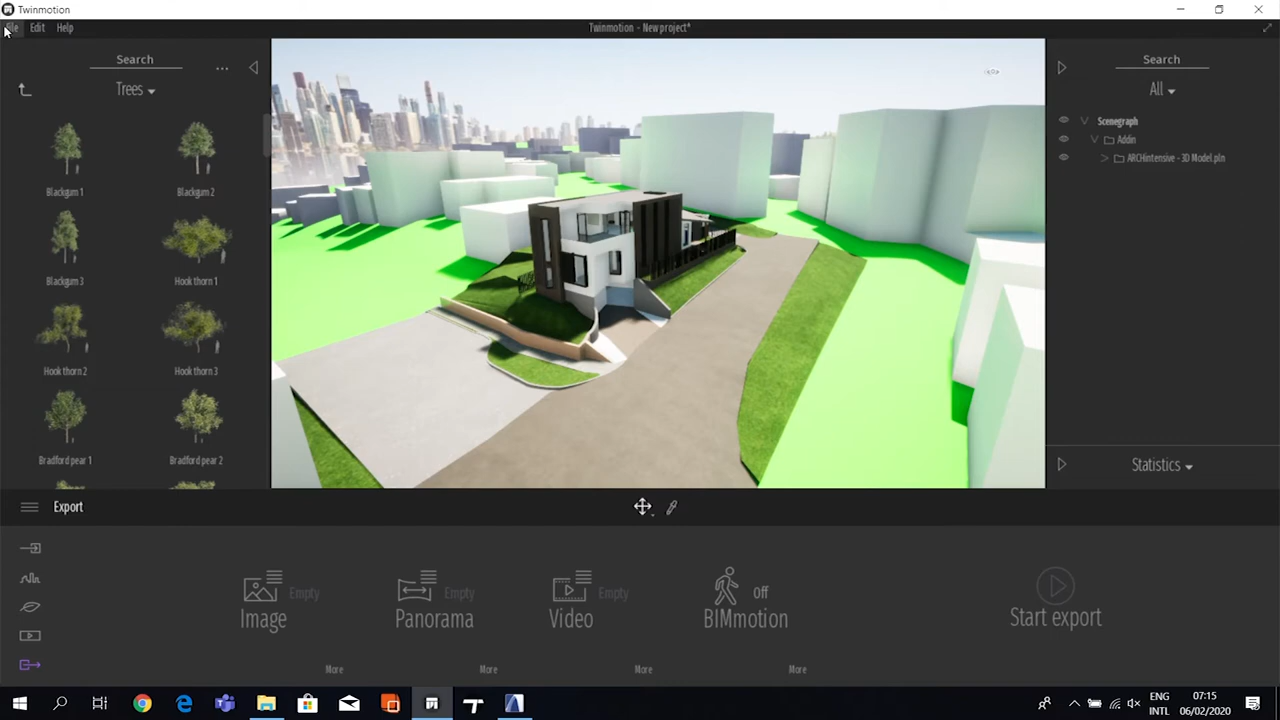 Twinmotion
File Edit Help
Twinmotion - New project*
Search
...
Trees
Blackgum 1
Blackgum 2
Blackgum 3
Hook thorn 1
Hook thorn 2
Hook thorn 3
Bradford pear 1
Bradford pear 2
Search
All
Scenegraph
Addin
ARCHintensive - 3D Model.pln
Statistics
Export
Empty
Image
More
Empty
Panorama
More
Empty
Video
More
Off
BIMmotion
More
Start export
ENG
INTL
07:15
06/02/2020